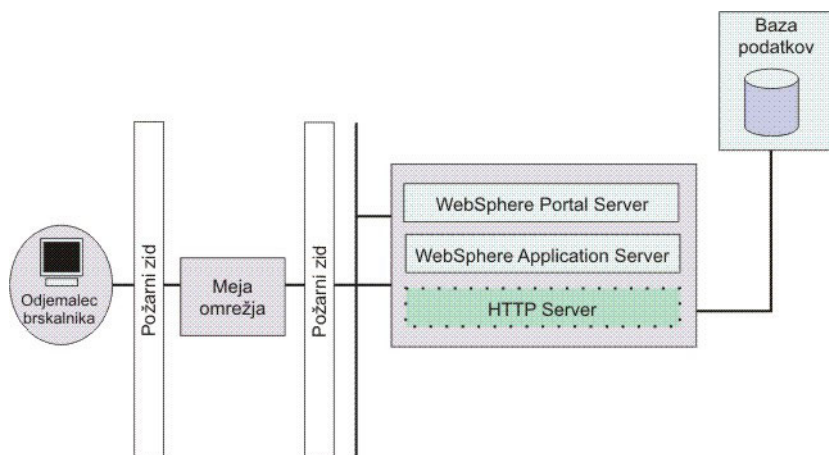 Baza
podatkov
WebSphere Portal Server
WebSphere Application Server
HTTP Server
Odjemalec
brskalnika
Požarni zid
Meja
omrežja
Požarni zid